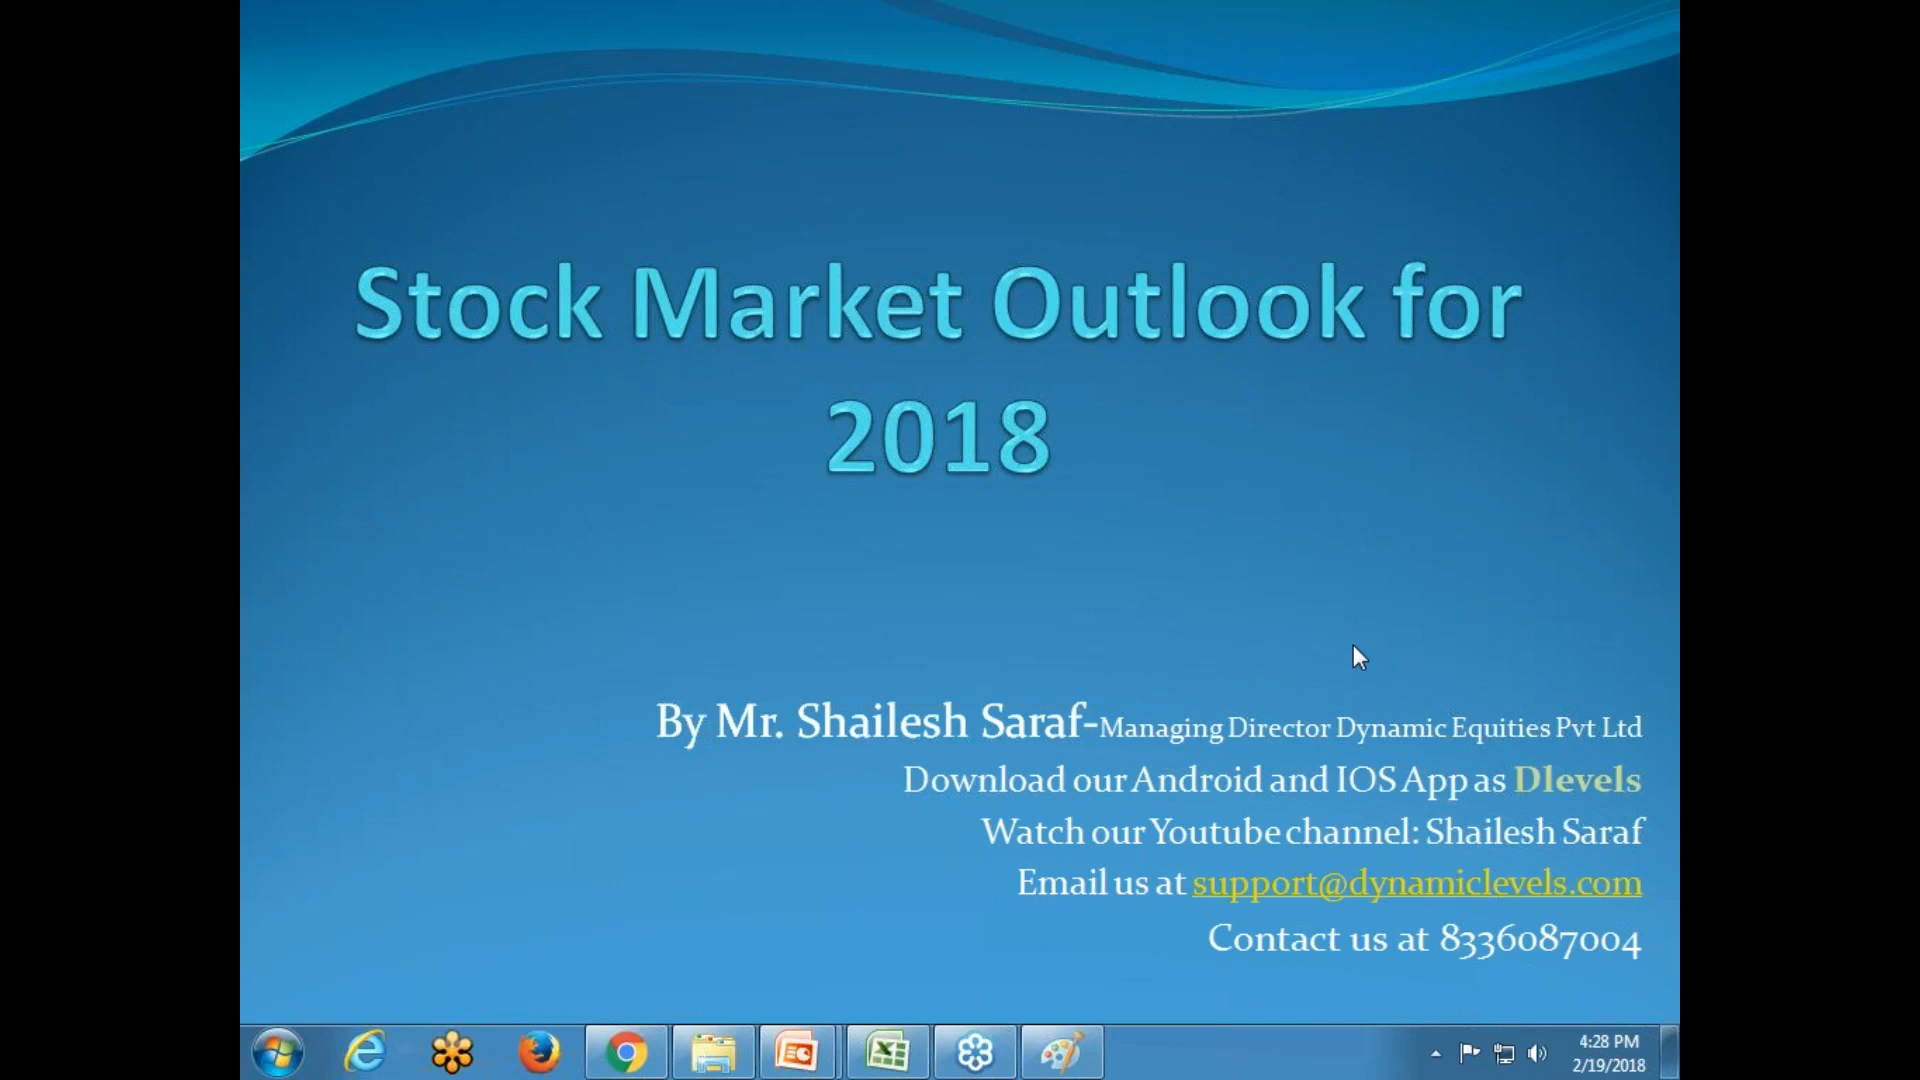 Stock Market Outlook for
2018
By Mr. Shailesh Saraf-Managing Director Dynamic Equities Pvt Ltd
Download our Android and IOS App as Dlevels
Watch our Youtube channel: Shailesh Saraf
Email us at support@dynamiclevels.com
Contact us at 8336087004
4:28 PM
2/19/2018